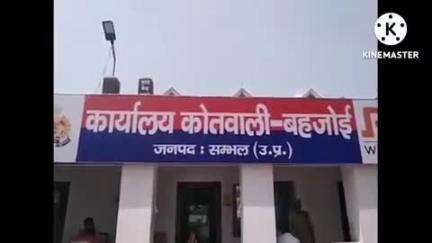 KINEMASTER
कार्यालय कोतवाली-बहजोई
जनपद : सम्भल (उ.प्र.)